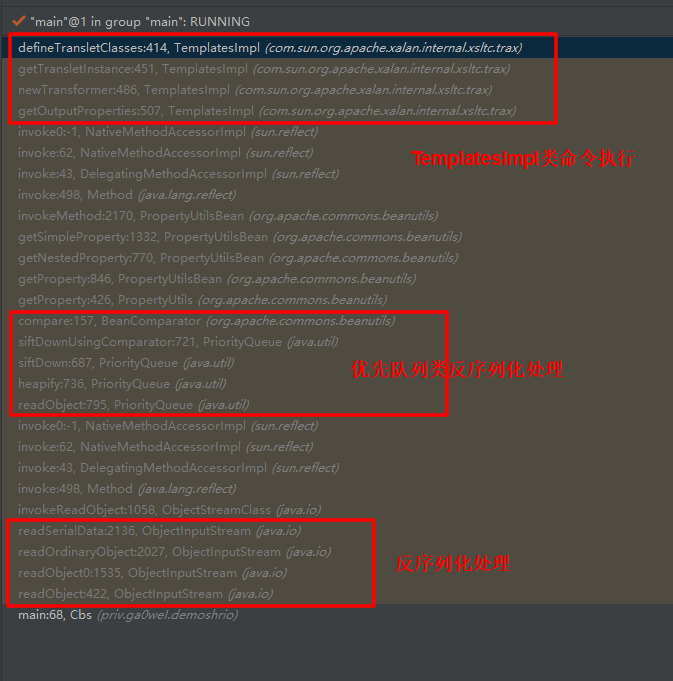 "main"@1 in group "main": RUNNING
defineTransletClasses:414, TemplatesImpl (com.sun.org.apache.xalan.internal.xsltc.trax)
getTransletInstance:451, TemplatesImpl (com.sun.org.apache.xalan.internal.xsltc.trax)
newTransformer:486, TemplatesImpl (com.sun.org.apache.xalan.internal.xsltc.trax)
getOutputProperties:507, TemplatesImpl (com.sun.org.apache.xalan.internal.xsltc.trax)
invoke0:-1, NativeMethodAccessorImpl (sun.reflect)
invoke:62, NativeMethodAccessorImpl (sun.reflect)
TemplatesImpl类命令执行
invoke:43, DelegatingMethodAccessorImpl (sun.reflect)
invoke:498, Method (java.lang.reflect)
invokeMethod:2170, PropertyUtilsBean (org.apache.commons.beanutils)
getSimpleProperty:1332, PropertyUtilsBean (org.apache.commons.beanutils)
getNestedProperty:770, PropertyUtilsBean (org.apache.commons.beanutils)
getProperty:846, PropertyUtilsBean (org.apache.commons.beanutils)
getProperty:426, PropertyUtils (org.apache.commons.beanutils)
compare:157, BeanComparator (org.apache.commons.beanutils)
siftDownUsingComparator:721, PriorityQueue (java.util)
siftDown:687, PriorityQueue (java.util)
优先队列类反序列化处理
heapify:736, PriorityQueue (java.util)
readObject:795, PriorityQueue (java.util)
invoke0:-1, NativeMethodAccessorImpl (sun.reflect)
invoke:62, NativeMethodAccessorImpl (sun.reflect)
invoke:43, DelegatingMethodAccessorImpl (sun.reflect)
invoke:498, Method (java.lang.reflect)
invokeReadObject:1058, ObjectStreamClass (java.io)
readSerialData:2136, ObjectInputStream (java.io)
readOrdinaryObject:2027, ObjectInputStream (java.io)
反序列化处理
readObject0:1535, ObjectInputStream (java.io)
readObject:422, ObjectInputStream (java.io)
main:68, Cbs (priv.ga0weI.demoshrio)